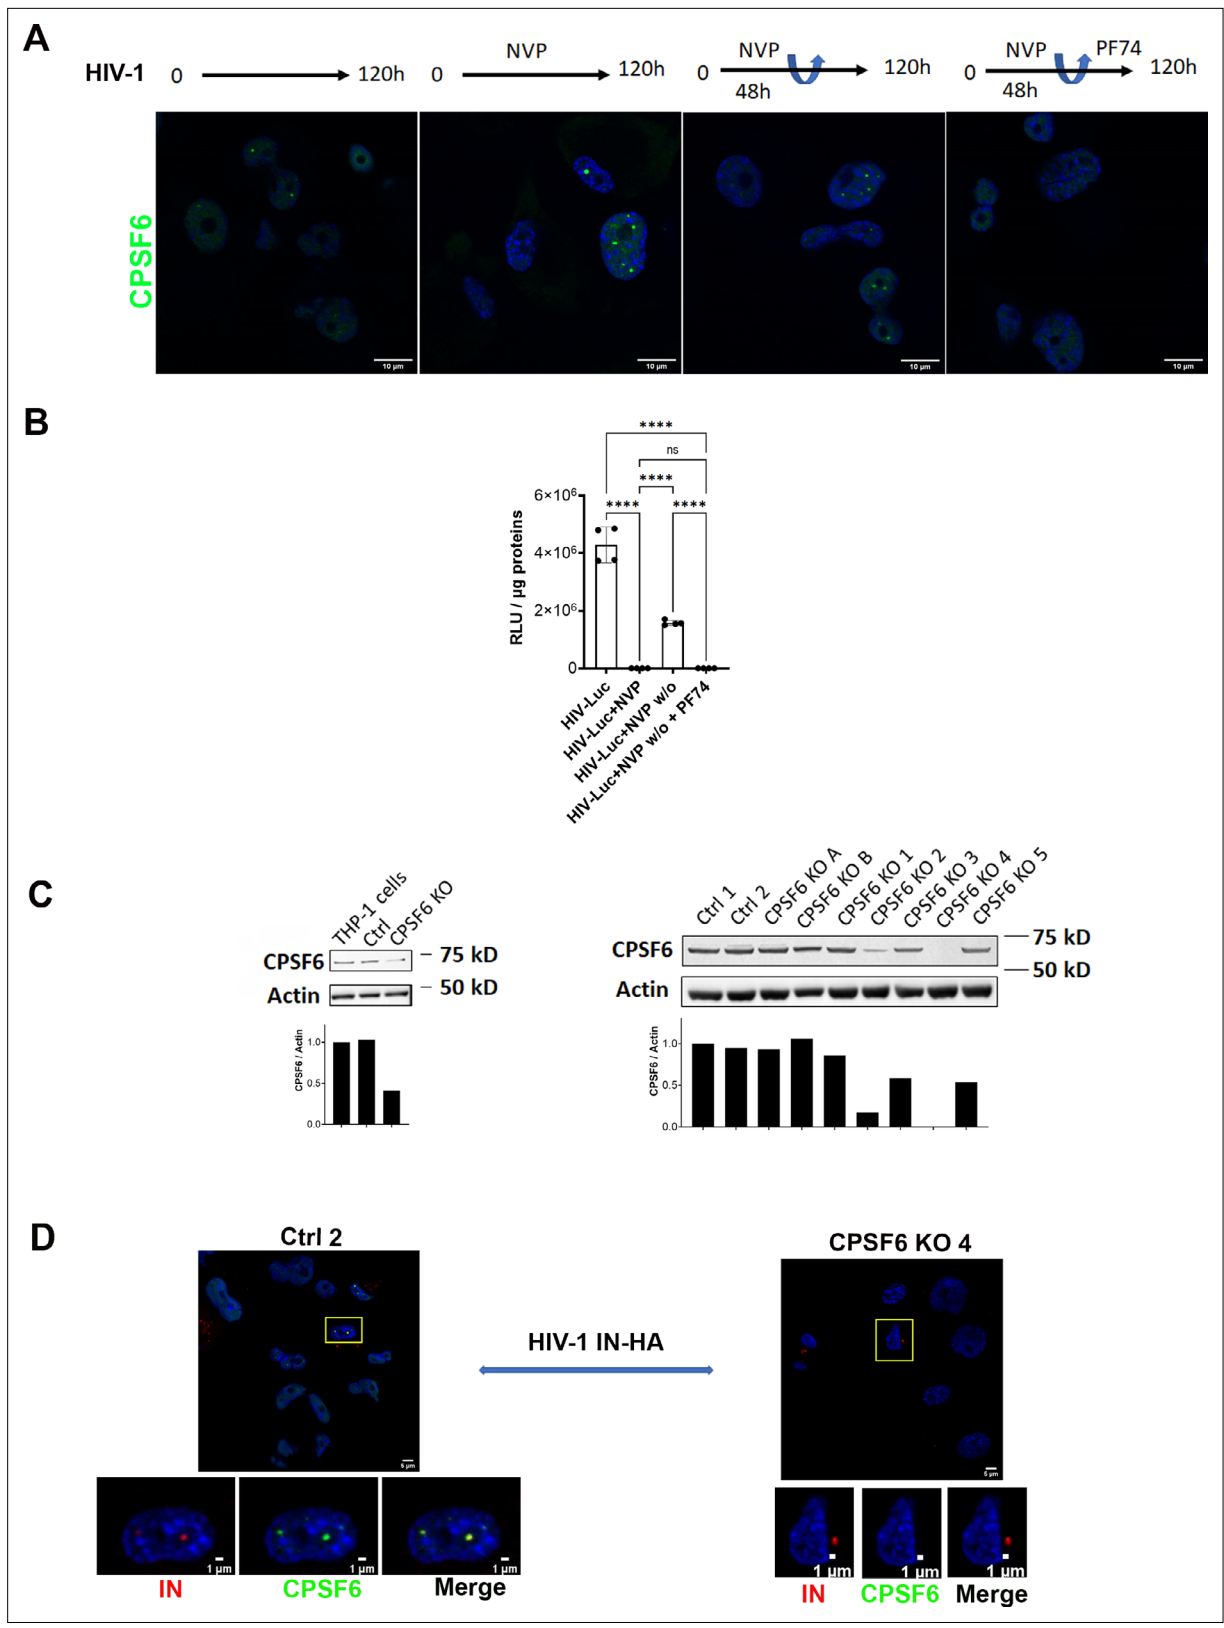 A
HIV-1 0 120h 0 NVP 120h 0 NVP 48h 120h 0 NVP 48h PF74 120h
CPSF6
10 µm 10 µm 10 µm 10 µm
B
**** 
ns
****
**** ****
RLU / µg proteins
6×10⁶
4×10⁶
2×10⁶
0
HIV-Luc
HIV-Luc+NVP
HIV-Luc+NVP w/o
HIV-Luc+NVP w/o + PF74
C
THP-1 cells Ctrl CPSF6 KO
CPSF6 75 kD
Actin 50 kD
CPSF6 / Actin
1.0
0.5
0.0
Ctrl 1 Ctrl 2 CPSF6 KO A CPSF6 KO B CPSF6 KO 1 CPSF6 KO 2 CPSF6 KO 3 CPSF6 KO 4 CPSF6 KO 5
CPSF6 75 kD
50 kD
Actin
CPSF6 / Actin
1.0
0.5
0.0
D
Ctrl 2
5 µm
1 µm 1 µm 1 µm
IN CPSF6 Merge
HIV-1 IN-HA
CPSF6 KO 4
5 µm
1 µm 1 µm 1 µm
IN CPSF6 Merge